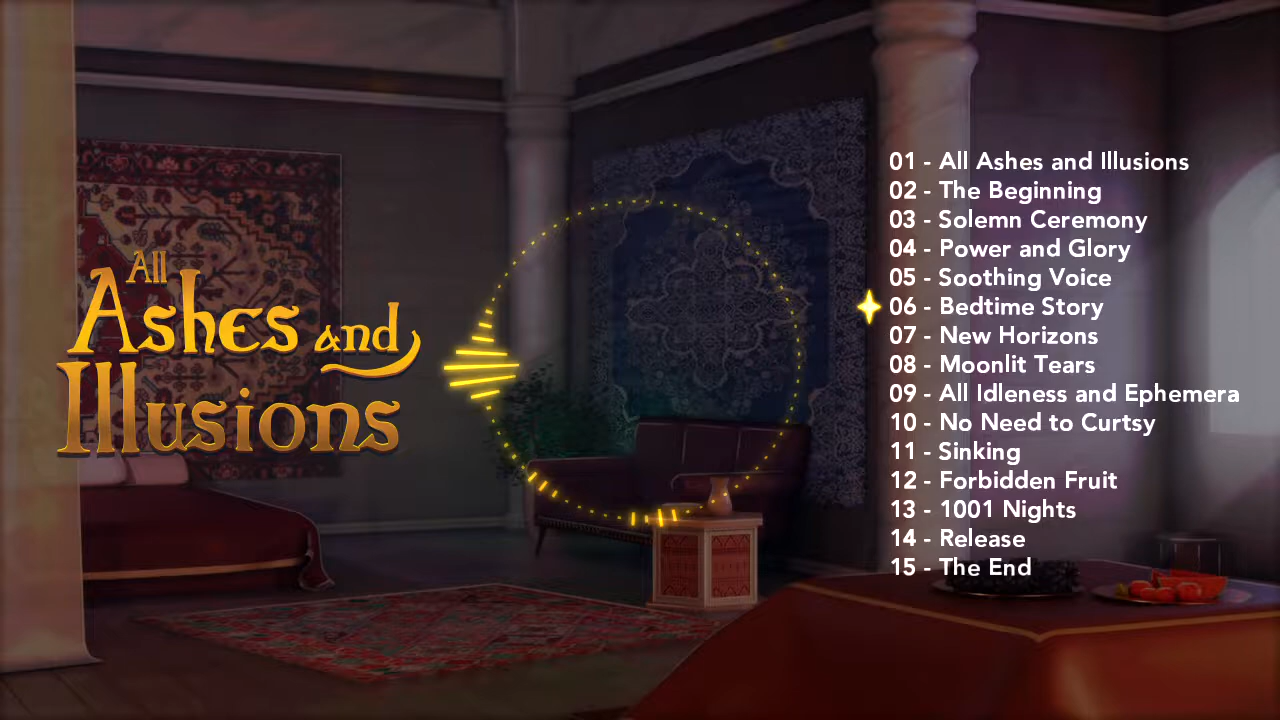 All
Ashes and
Illusions
01 - All Ashes and Illusions
02 - The Beginning
03 - Solemn Ceremony
04 - Power and Glory
05 - Soothing Voice
06 - Bedtime Story
07 - New Horizons
08 - Moonlit Tears
09 - All Idleness and Ephemera
10 - No Need to Curtsy
11 - Sinking
12 - Forbidden Fruit
13 - 1001 Nights
14 - Release
15 - The End